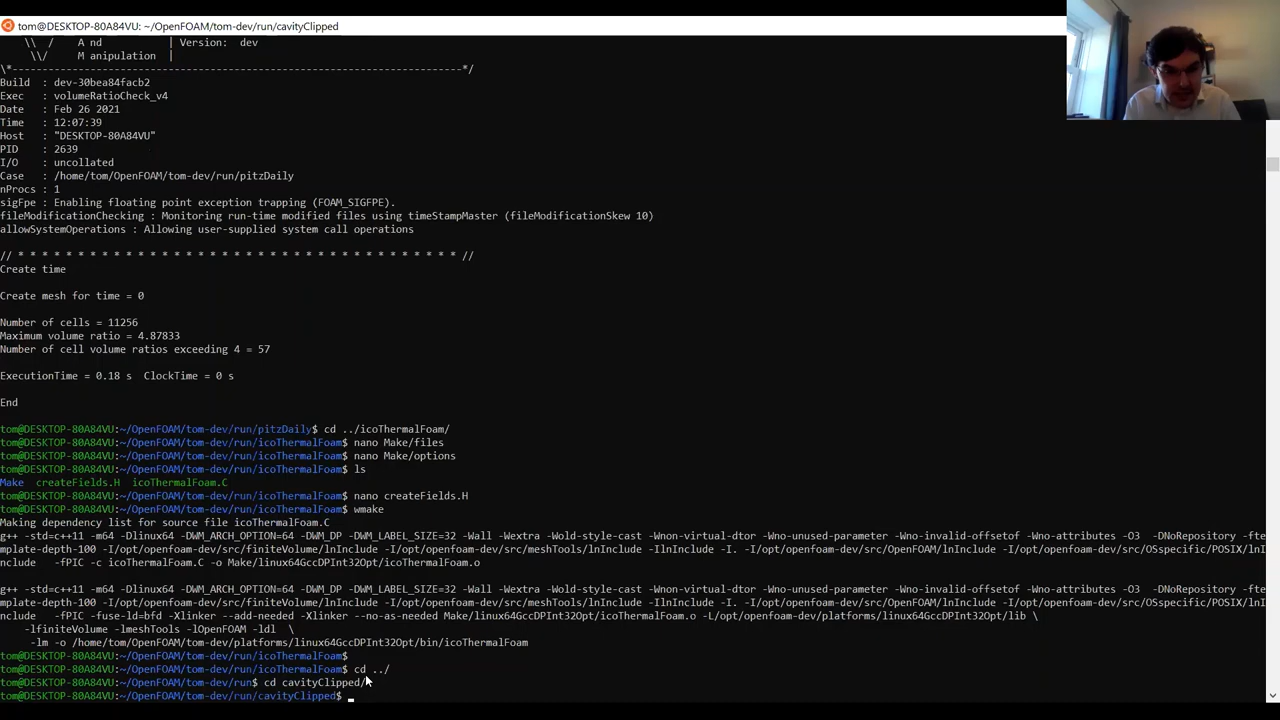 tom@DESKTOP-80A84VU: ~/OpenFOAM/tom-dev/run/cavityClipped
\\  /    A nd           | Version:  dev
\\/     M anipulation  |
\*---------------------------------------------------------------------------*/
Build  : dev-30bea84facb2
Exec   : volumeRatioCheck_v4
Date   : Feb 26 2021
Time   : 12:07:39
Host   : "DESKTOP-80A84VU"
PID    : 2639
I/O    : uncollated
Case   : /home/tom/OpenFOAM/tom-dev/run/pitzDaily
nProcs : 1
sigFpe : Enabling floating point exception trapping (FOAM_SIGFPE).
fileModificationChecking : Monitoring run-time modified files using timeStampMaster (fileModificationSkew 10)
allowSystemOperations : Allowing user-supplied system call operations
// * * * * * * * * * * * * * * * * * * * * * * * * * * * * * * * * * * * * * //
Create time
Create mesh for time = 0
Number of cells = 11256
Maximum volume ratio = 4.87833
Number of cell volume ratios exceeding 4 = 57
ExecutionTime = 0.18 s  ClockTime = 0 s
End
tom@DESKTOP-80A84VU:~/OpenFOAM/tom-dev/run/pitzDaily$ cd ../icoThermalFoam/
tom@DESKTOP-80A84VU:~/OpenFOAM/tom-dev/run/icoThermalFoam$ nano Make/files
tom@DESKTOP-80A84VU:~/OpenFOAM/tom-dev/run/icoThermalFoam$ nano Make/options
tom@DESKTOP-80A84VU:~/OpenFOAM/tom-dev/run/icoThermalFoam$ ls
Make  createFields.H  icoThermalFoam.C
tom@DESKTOP-80A84VU:~/OpenFOAM/tom-dev/run/icoThermalFoam$ nano createFields.H
tom@DESKTOP-80A84VU:~/OpenFOAM/tom-dev/run/icoThermalFoam$ wmake
Making dependency list for source file icoThermalFoam.C
g++ -std=c++11 -m64 -Dlinux64 -DWM_ARCH_OPTION=64 -DWM_DP -DWM_LABEL_SIZE=32 -Wall -Wextra -Wold-style-cast -Wnon-virtual-dtor -Wno-unused-parameter -Wno-invalid-offsetof -Wno-attributes -O3  -DNoRepository -fte
mplate-depth-100 -I/opt/openfoam-dev/src/finiteVolume/lnInclude -I/opt/openfoam-dev/src/meshTools/lnInclude -IlnInclude -I. -I/opt/openfoam-dev/src/OpenFOAM/lnInclude -I/opt/openfoam-dev/src/OSspecific/POSIX/lnI
nclude   -fPIC -c icoThermalFoam.C -o Make/linux64GccDPInt32Opt/icoThermalFoam.o
g++ -std=c++11 -m64 -Dlinux64 -DWM_ARCH_OPTION=64 -DWM_DP -DWM_LABEL_SIZE=32 -Wall -Wextra -Wold-style-cast -Wnon-virtual-dtor -Wno-unused-parameter -Wno-invalid-offsetof -Wno-attributes -O3  -DNoRepository -fte
mplate-depth-100 -I/opt/openfoam-dev/src/finiteVolume/lnInclude -I/opt/openfoam-dev/src/meshTools/lnInclude -IlnInclude -I. -I/opt/openfoam-dev/src/OpenFOAM/lnInclude -I/opt/openfoam-dev/src/OSspecific/POSIX/lnI
nclude   -fPIC -fuse-ld=bfd -Xlinker --add-needed -Xlinker --no-as-needed Make/linux64GccDPInt32Opt/icoThermalFoam.o -L/opt/openfoam-dev/platforms/linux64GccDPInt32Opt/lib \
-lfiniteVolume -lmeshTools -lOpenFOAM -ldl  \
-lm -o /home/tom/OpenFOAM/tom-dev/platforms/linux64GccDPInt32Opt/bin/icoThermalFoam
tom@DESKTOP-80A84VU:~/OpenFOAM/tom-dev/run/icoThermalFoam$
tom@DESKTOP-80A84VU:~/OpenFOAM/tom-dev/run/icoThermalFoam$ cd ../
tom@DESKTOP-80A84VU:~/OpenFOAM/tom-dev/run$ cd cavityClipped/
tom@DESKTOP-80A84VU:~/OpenFOAM/tom-dev/run/cavityClipped$